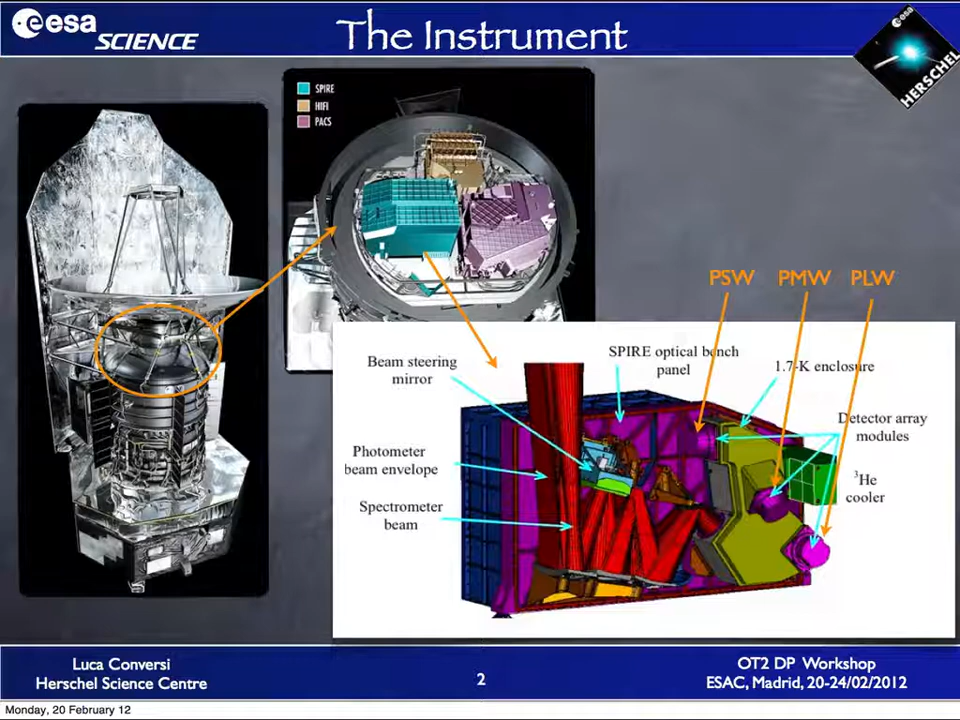 esa
SCIENCE
The Instrument
esa
HERSCHEL
SPIRE
HIFI
PACS
PSW PMW PLW
Beam steering
mirror
SPIRE optical bench
panel
1.7-K enclosure
Detector array
modules
Photometer
beam envelope
3He
cooler
Spectrometer
beam
Luca Conversi
Herschel Science Centre
2
OT2 DP Workshop
ESAC, Madrid, 20-24/02/2012
Monday, 20 February 12